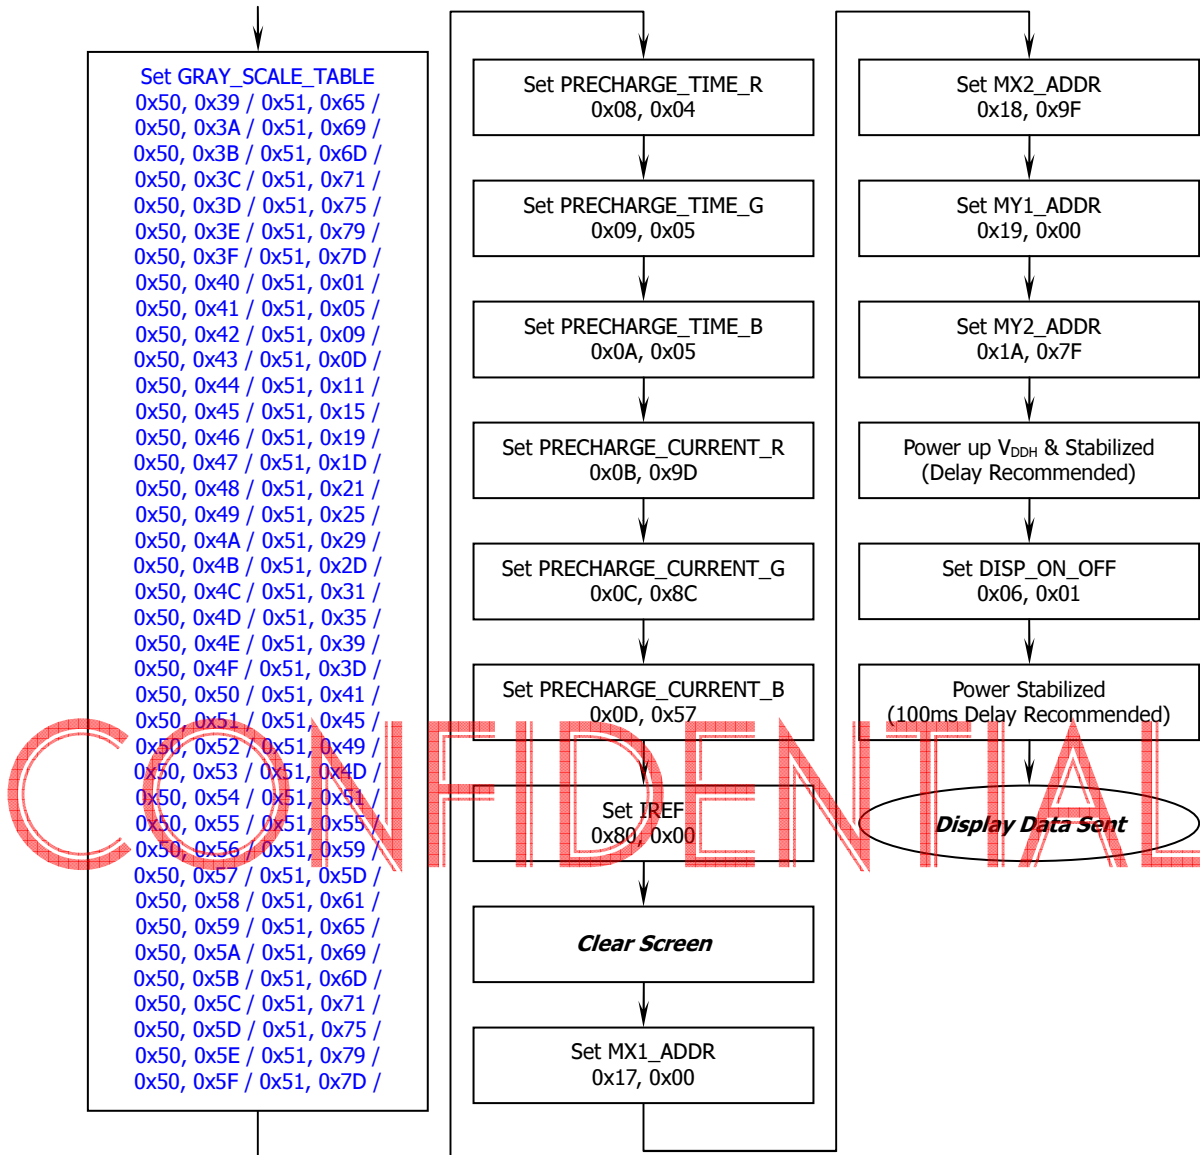 Set GRAY_SCALE_TABLE
0x50, 0x39 / 0x51, 0x65 /
0x50, 0x3A / 0x51, 0x69 /
0x50, 0x3B / 0x51, 0x6D /
0x50, 0x3C / 0x51, 0x71 /
0x50, 0x3D / 0x51, 0x75 /
0x50, 0x3E / 0x51, 0x79 /
0x50, 0x3F / 0x51, 0x7D /
0x50, 0x40 / 0x51, 0x01 /
0x50, 0x41 / 0x51, 0x05 /
0x50, 0x42 / 0x51, 0x09 /
0x50, 0x43 / 0x51, 0x0D /
0x50, 0x44 / 0x51, 0x11 /
0x50, 0x45 / 0x51, 0x15 /
0x50, 0x46 / 0x51, 0x19 /
0x50, 0x47 / 0x51, 0x1D /
0x50, 0x48 / 0x51, 0x21 /
0x50, 0x49 / 0x51, 0x25 /
0x50, 0x4A / 0x51, 0x29 /
0x50, 0x4B / 0x51, 0x2D /
0x50, 0x4C / 0x51, 0x31 /
0x50, 0x4D / 0x51, 0x35 /
0x50, 0x4E / 0x51, 0x39 /
0x50, 0x4F / 0x51, 0x3D /
0x50, 0x50 / 0x51, 0x41 /
0x50, 0x51 / 0x51, 0x45 /
0x50, 0x52 / 0x51, 0x49 /
0x50, 0x53 / 0x51, 0x4D /
0x50, 0x54 / 0x51, 0x51 /
0x50, 0x55 / 0x51, 0x55 /
0x50, 0x56 / 0x51, 0x59 /
0x50, 0x57 / 0x51, 0x5D /
0x50, 0x58 / 0x51, 0x61 /
0x50, 0x59 / 0x51, 0x65 /
0x50, 0x5A / 0x51, 0x69 /
0x50, 0x5B / 0x51, 0x6D /
0x50, 0x5C / 0x51, 0x71 /
0x50, 0x5D / 0x51, 0x75 /
0x50, 0x5E / 0x51, 0x79 /
0x50, 0x5F / 0x51, 0x7D /
Set PRECHARGE_TIME_R
0x08, 0x04
Set PRECHARGE_TIME_G
0x09, 0x05
Set PRECHARGE_TIME_B
0x0A, 0x05
Set PRECHARGE_CURRENT_R
0x0B, 0x9D
Set PRECHARGE_CURRENT_G
0x0C, 0x8C
Set PRECHARGE_CURRENT_B
0x0D, 0x57
Set IREF
0x80, 0x00
Clear Screen
Set MX1_ADDR
0x17, 0x00
Set MX2_ADDR
0x18, 0x9F
Set MY1_ADDR
0x19, 0x00
Set MY2_ADDR
0x1A, 0x7F
Power up VDDH & Stabilized
(Delay Recommended)
Set DISP_ON_OFF
0x06, 0x01
Power Stabilized
(100ms Delay Recommended)
Display Data Sent
CONFIDENTIAL